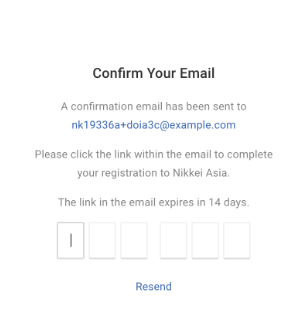 Confirm Your Email
A confirmation email has been sent to
nk19336a+doia3c@example.com
Please click the link within the email to complete
your registration to Nikkei Asia.
The link in the email expires in 14 days.
Resend